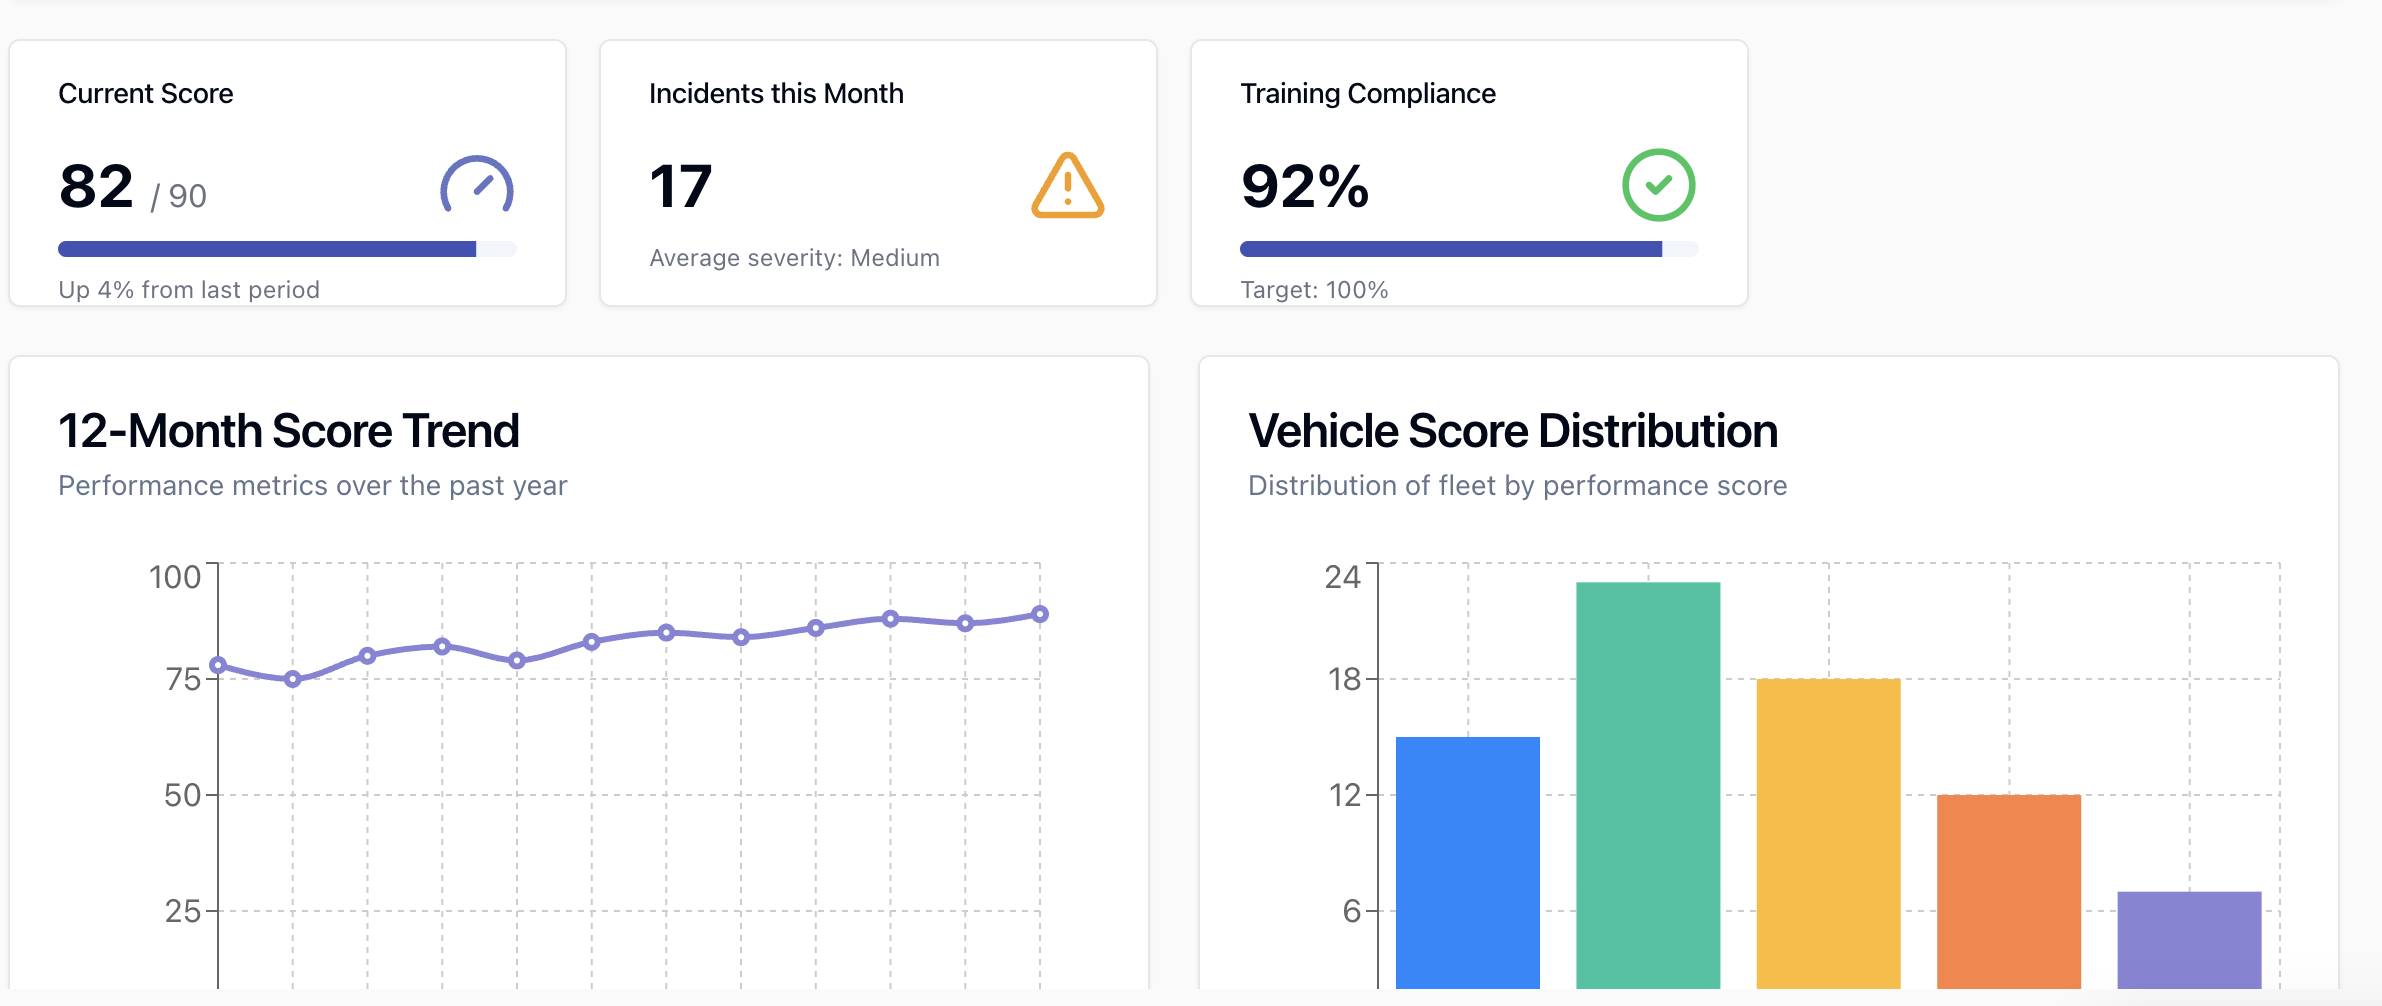 Current Score
82 / 90
Up 4% from last period
Incidents this Month
17
Average severity: Medium
Training Compliance
92%
Target: 100%
12-Month Score Trend
Performance metrics over the past year
100
75
50
25
Vehicle Score Distribution
Distribution of fleet by performance score
24
18
12
6